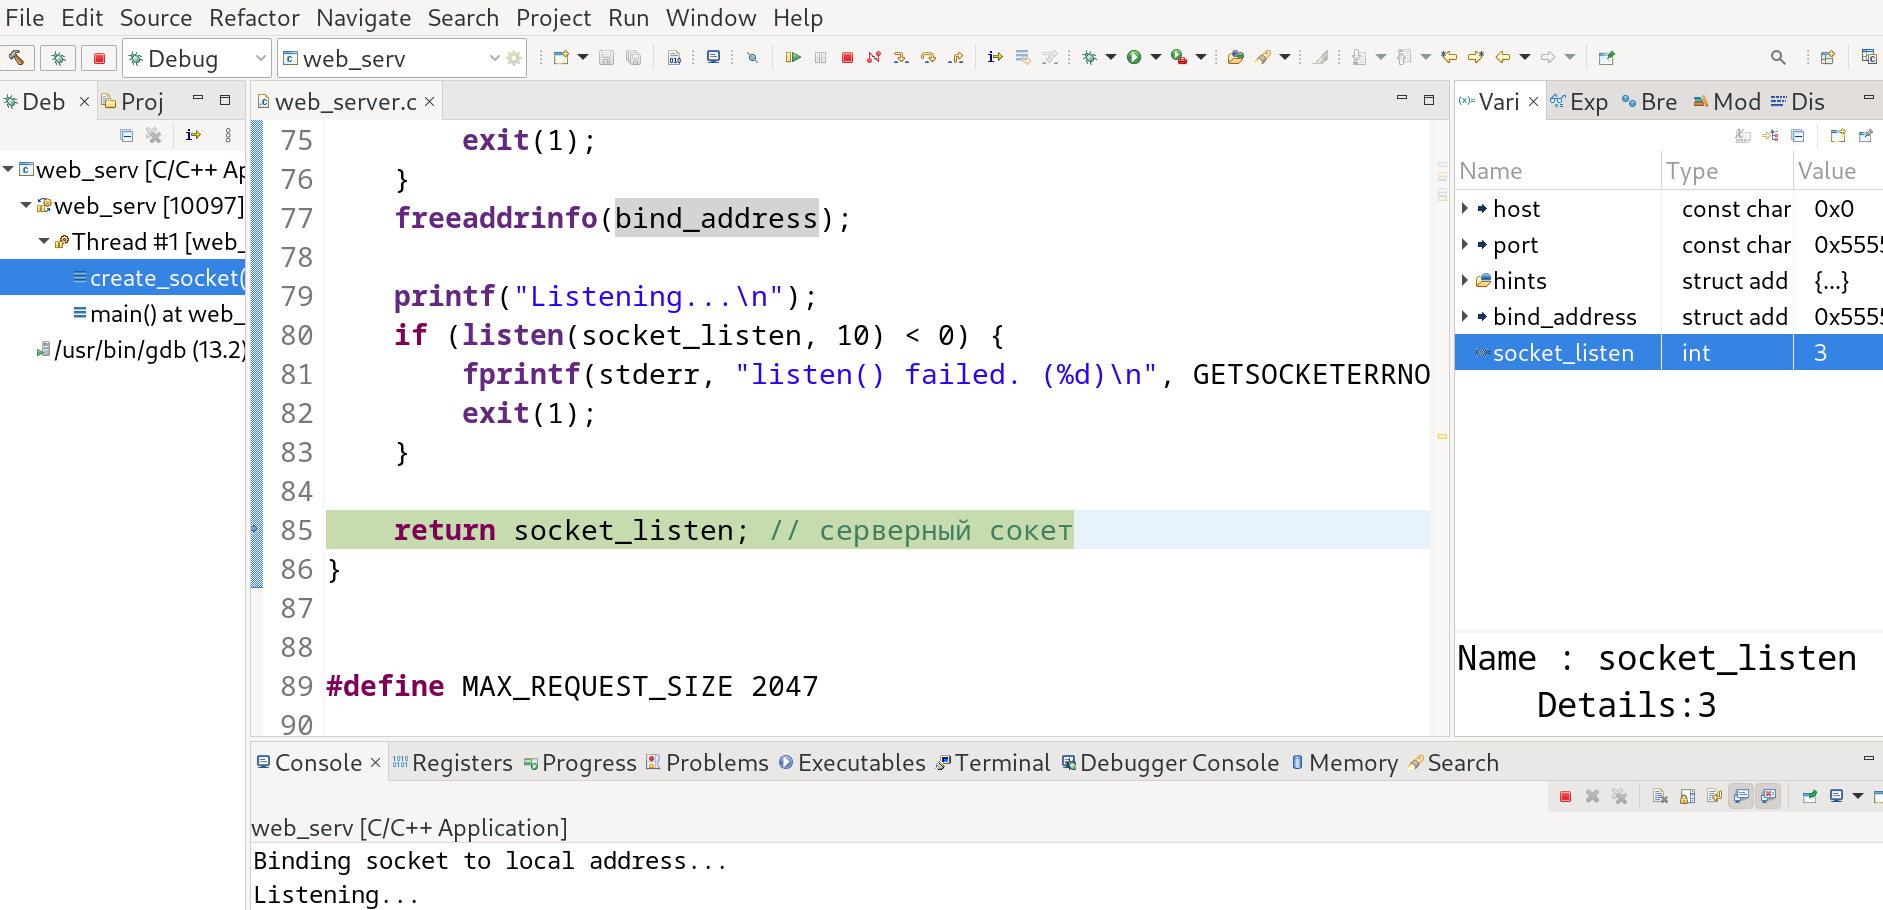 File Edit Source Refactor Navigate Search Project Run Window Help
Debug web_serv
Deb Proj
web_serv [C/C++ Ap
web_serv [10097]
Thread #1 [web_
create_socket(
main() at web_
/usr/bin/gdb (13.2)
web_server.c
75 exit(1);
76 }
77 freeaddrinfo(bind_address);
78
79 printf("Listening...\n");
80 if (listen(socket_listen, 10) < 0) {
81 fprintf(stderr, "listen() failed. (%d)\n", GETSOCKETERRNO
82 exit(1);
83 }
84
85 return socket_listen; // серверный сокет
86 }
87
88
89 #define MAX_REQUEST_SIZE 2047
90
Vari Exp Bre Mod Dis
Name Type Value
host const char 0x0
port const char 0x5555
hints struct add {...}
bind_address struct add 0x5555
socket_listen int 3
Name : socket_listen
Details:3
Console Registers Progress Problems Executables Terminal Debugger Console Memory Search
web_serv [C/C++ Application]
Binding socket to local address...
Listening...